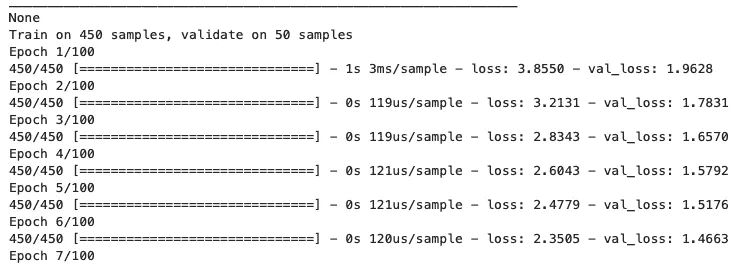 _________________________________________________________________
None
Train on 450 samples, validate on 50 samples
Epoch 1/100
450/450 [==============================] - 1s 3ms/sample - loss: 3.8550 - val_loss: 1.9628
Epoch 2/100
450/450 [==============================] - 0s 119us/sample - loss: 3.2131 - val_loss: 1.7831
Epoch 3/100
450/450 [==============================] - 0s 119us/sample - loss: 2.8343 - val_loss: 1.6570
Epoch 4/100
450/450 [==============================] - 0s 121us/sample - loss: 2.6043 - val_loss: 1.5792
Epoch 5/100
450/450 [==============================] - 0s 121us/sample - loss: 2.4779 - val_loss: 1.5176
Epoch 6/100
450/450 [==============================] - 0s 120us/sample - loss: 2.3505 - val_loss: 1.4663
Epoch 7/100